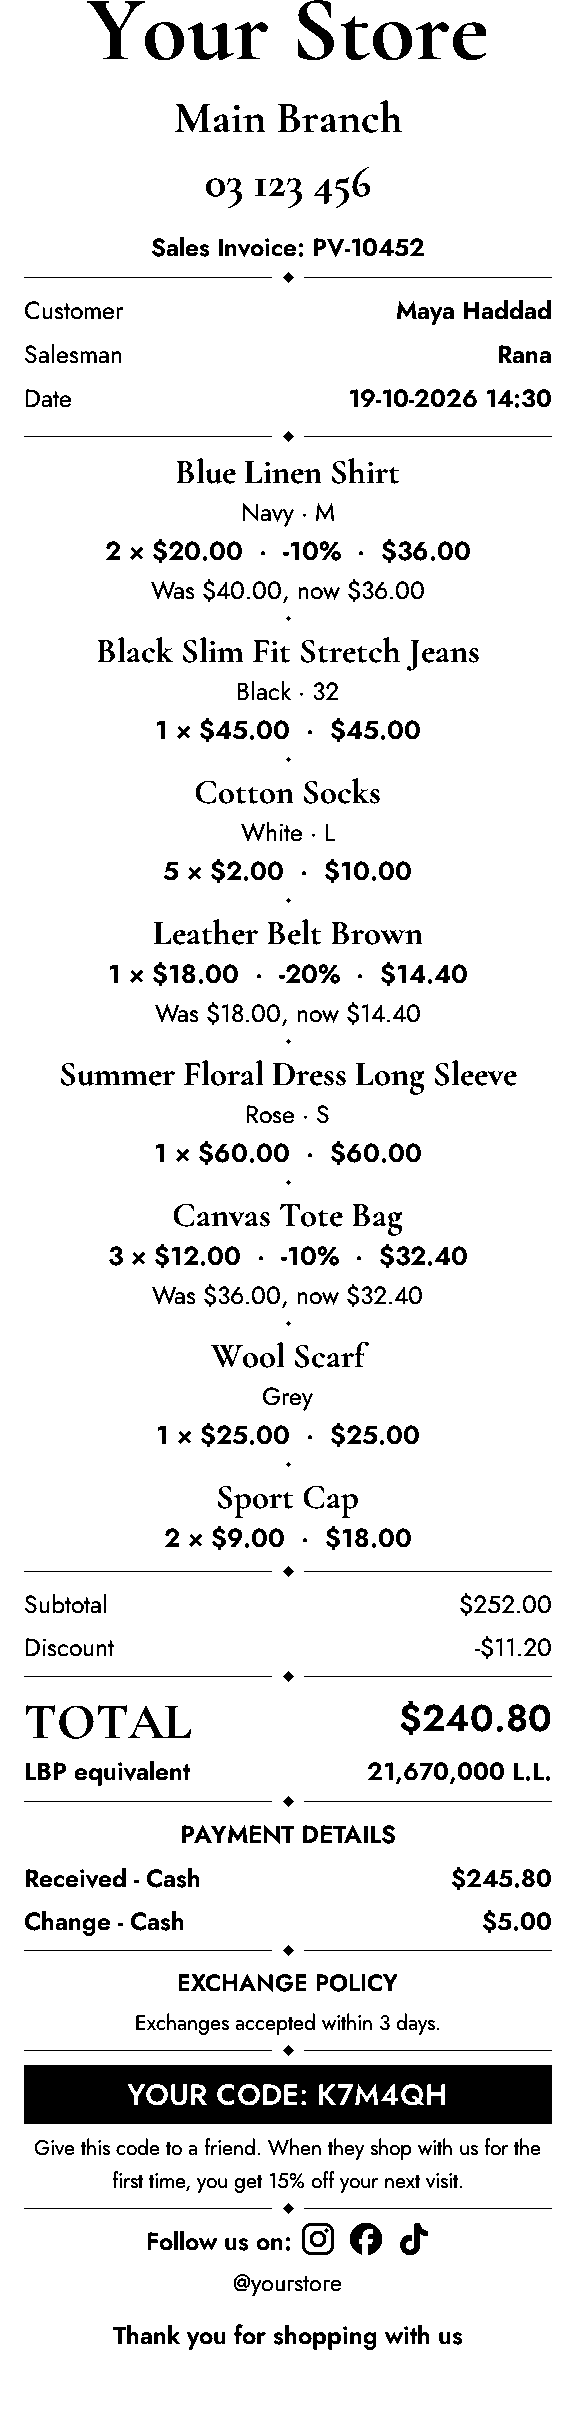 Your Store
Main Branch
03 123 456
Sales Invoice: PV-10452
Customer Maya Haddad
Salesman Rana
Date 19-10-2026 14:30
Blue Linen Shirt
Navy · M
2 × $20.00 · -10% · $36.00
Was $40.00, now $36.00
Black Slim Fit Stretch Jeans
Black · 32
1 × $45.00 · $45.00
Cotton Socks
White · L
5 × $2.00 · $10.00
Leather Belt Brown
1 × $18.00 · -20% · $14.40
Was $18.00, now $14.40
Summer Floral Dress Long Sleeve
Rose · S
1 × $60.00 · $60.00
Canvas Tote Bag
3 × $12.00 · -10% · $32.40
Was $36.00, now $32.40
Wool Scarf
Grey
1 × $25.00 · $25.00
Sport Cap
2 × $9.00 · $18.00
Subtotal $252.00
Discount -$11.20
TOTAL $240.80
LBP equivalent 21,670,000 L.L.
PAYMENT DETAILS
Received - Cash $245.80
Change - Cash $5.00
EXCHANGE POLICY
Exchanges accepted within 3 days.
YOUR CODE: K7M4QH
Give this code to a friend. When they shop with us for the
first time, you get 15% off your next visit.
Follow us on:
@yourstore
Thank you for shopping with us